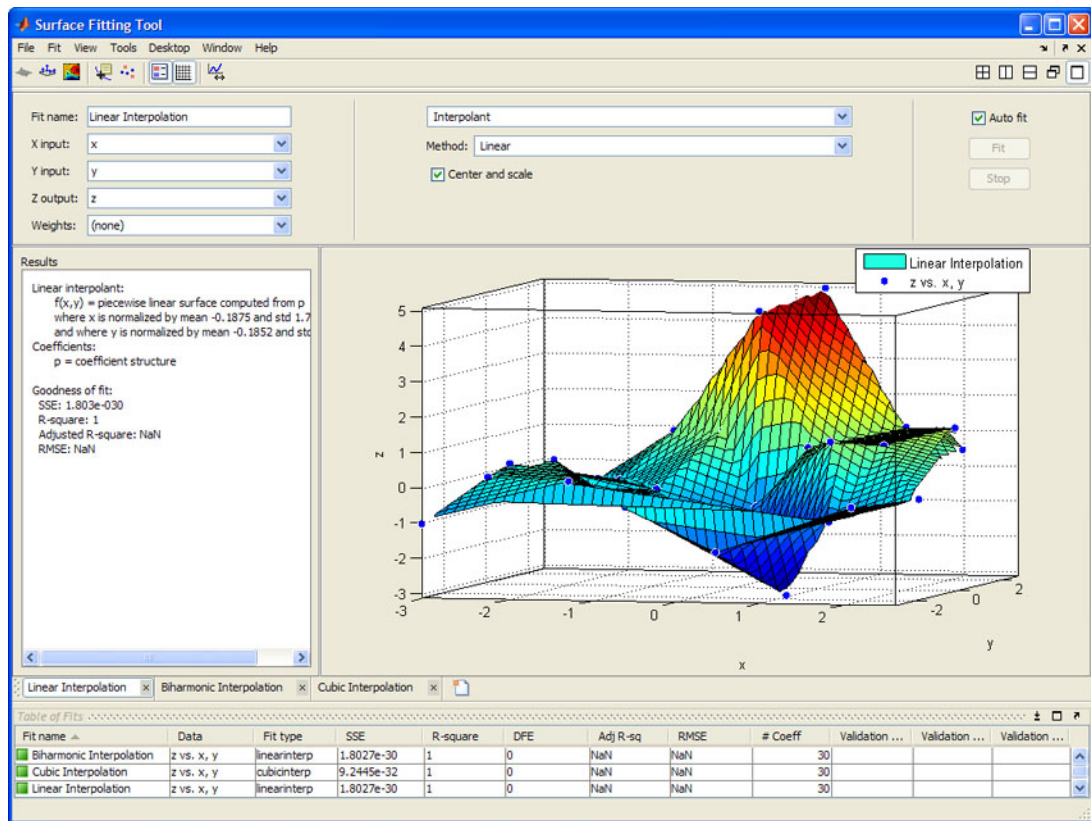 Surface Fitting Tool
File Fit View Tools Desktop Window Help
Fit name: Linear Interpolation
X input: x
Y input: y
Z output: z
Weights: (none)
Interpolant
Method: Linear
Center and scale
Auto fit
Fit
Stop
Results
Linear interpolant:
f(x,y) = piecewise linear surface computed from p
where x is normalized by mean -0.1875 and std 1.7
and where y is normalized by mean -0.1852 and std
Coefficients:
p = coefficient structure
Goodness of fit:
SSE: 1.803e-030
R-square: 1
Adjusted R-square: NaN
RMSE: NaN
Linear Interpolation
z vs. x, y
5
4
3
2
1
0
-1
-2
-3
z
-3 -2 -1 0 1 2
x
-2 0 2
y
Linear Interpolation Biharmonic Interpolation Cubic Interpolation
Table of Fits
Fit name Data Fit type SSE R-square DFE Adj R-sq RMSE # Coeff Validation ... Validation ... Validation ...
Biharmonic Interpolation z vs. x, y linearinterp 1.8027e-30 1 0 NaN NaN 30
Cubic Interpolation z vs. x, y cubicinterp 9.2445e-32 1 0 NaN NaN 30
Linear Interpolation z vs. x, y linearinterp 1.8027e-30 1 0 NaN NaN 30